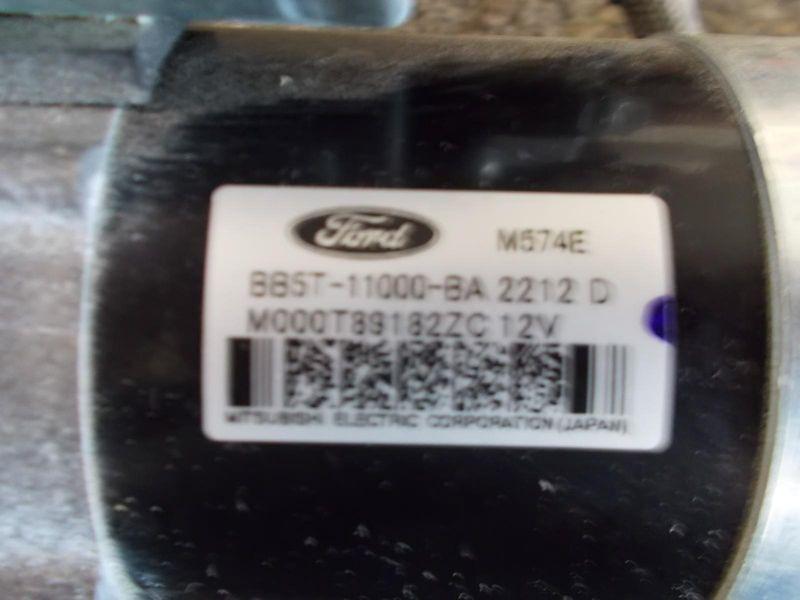 Ford M574E
BB5T-11000-BA 2212 D
M000T89182ZC 12V
MITSUBISHI ELECTRIC CORPORATION (JAPAN)